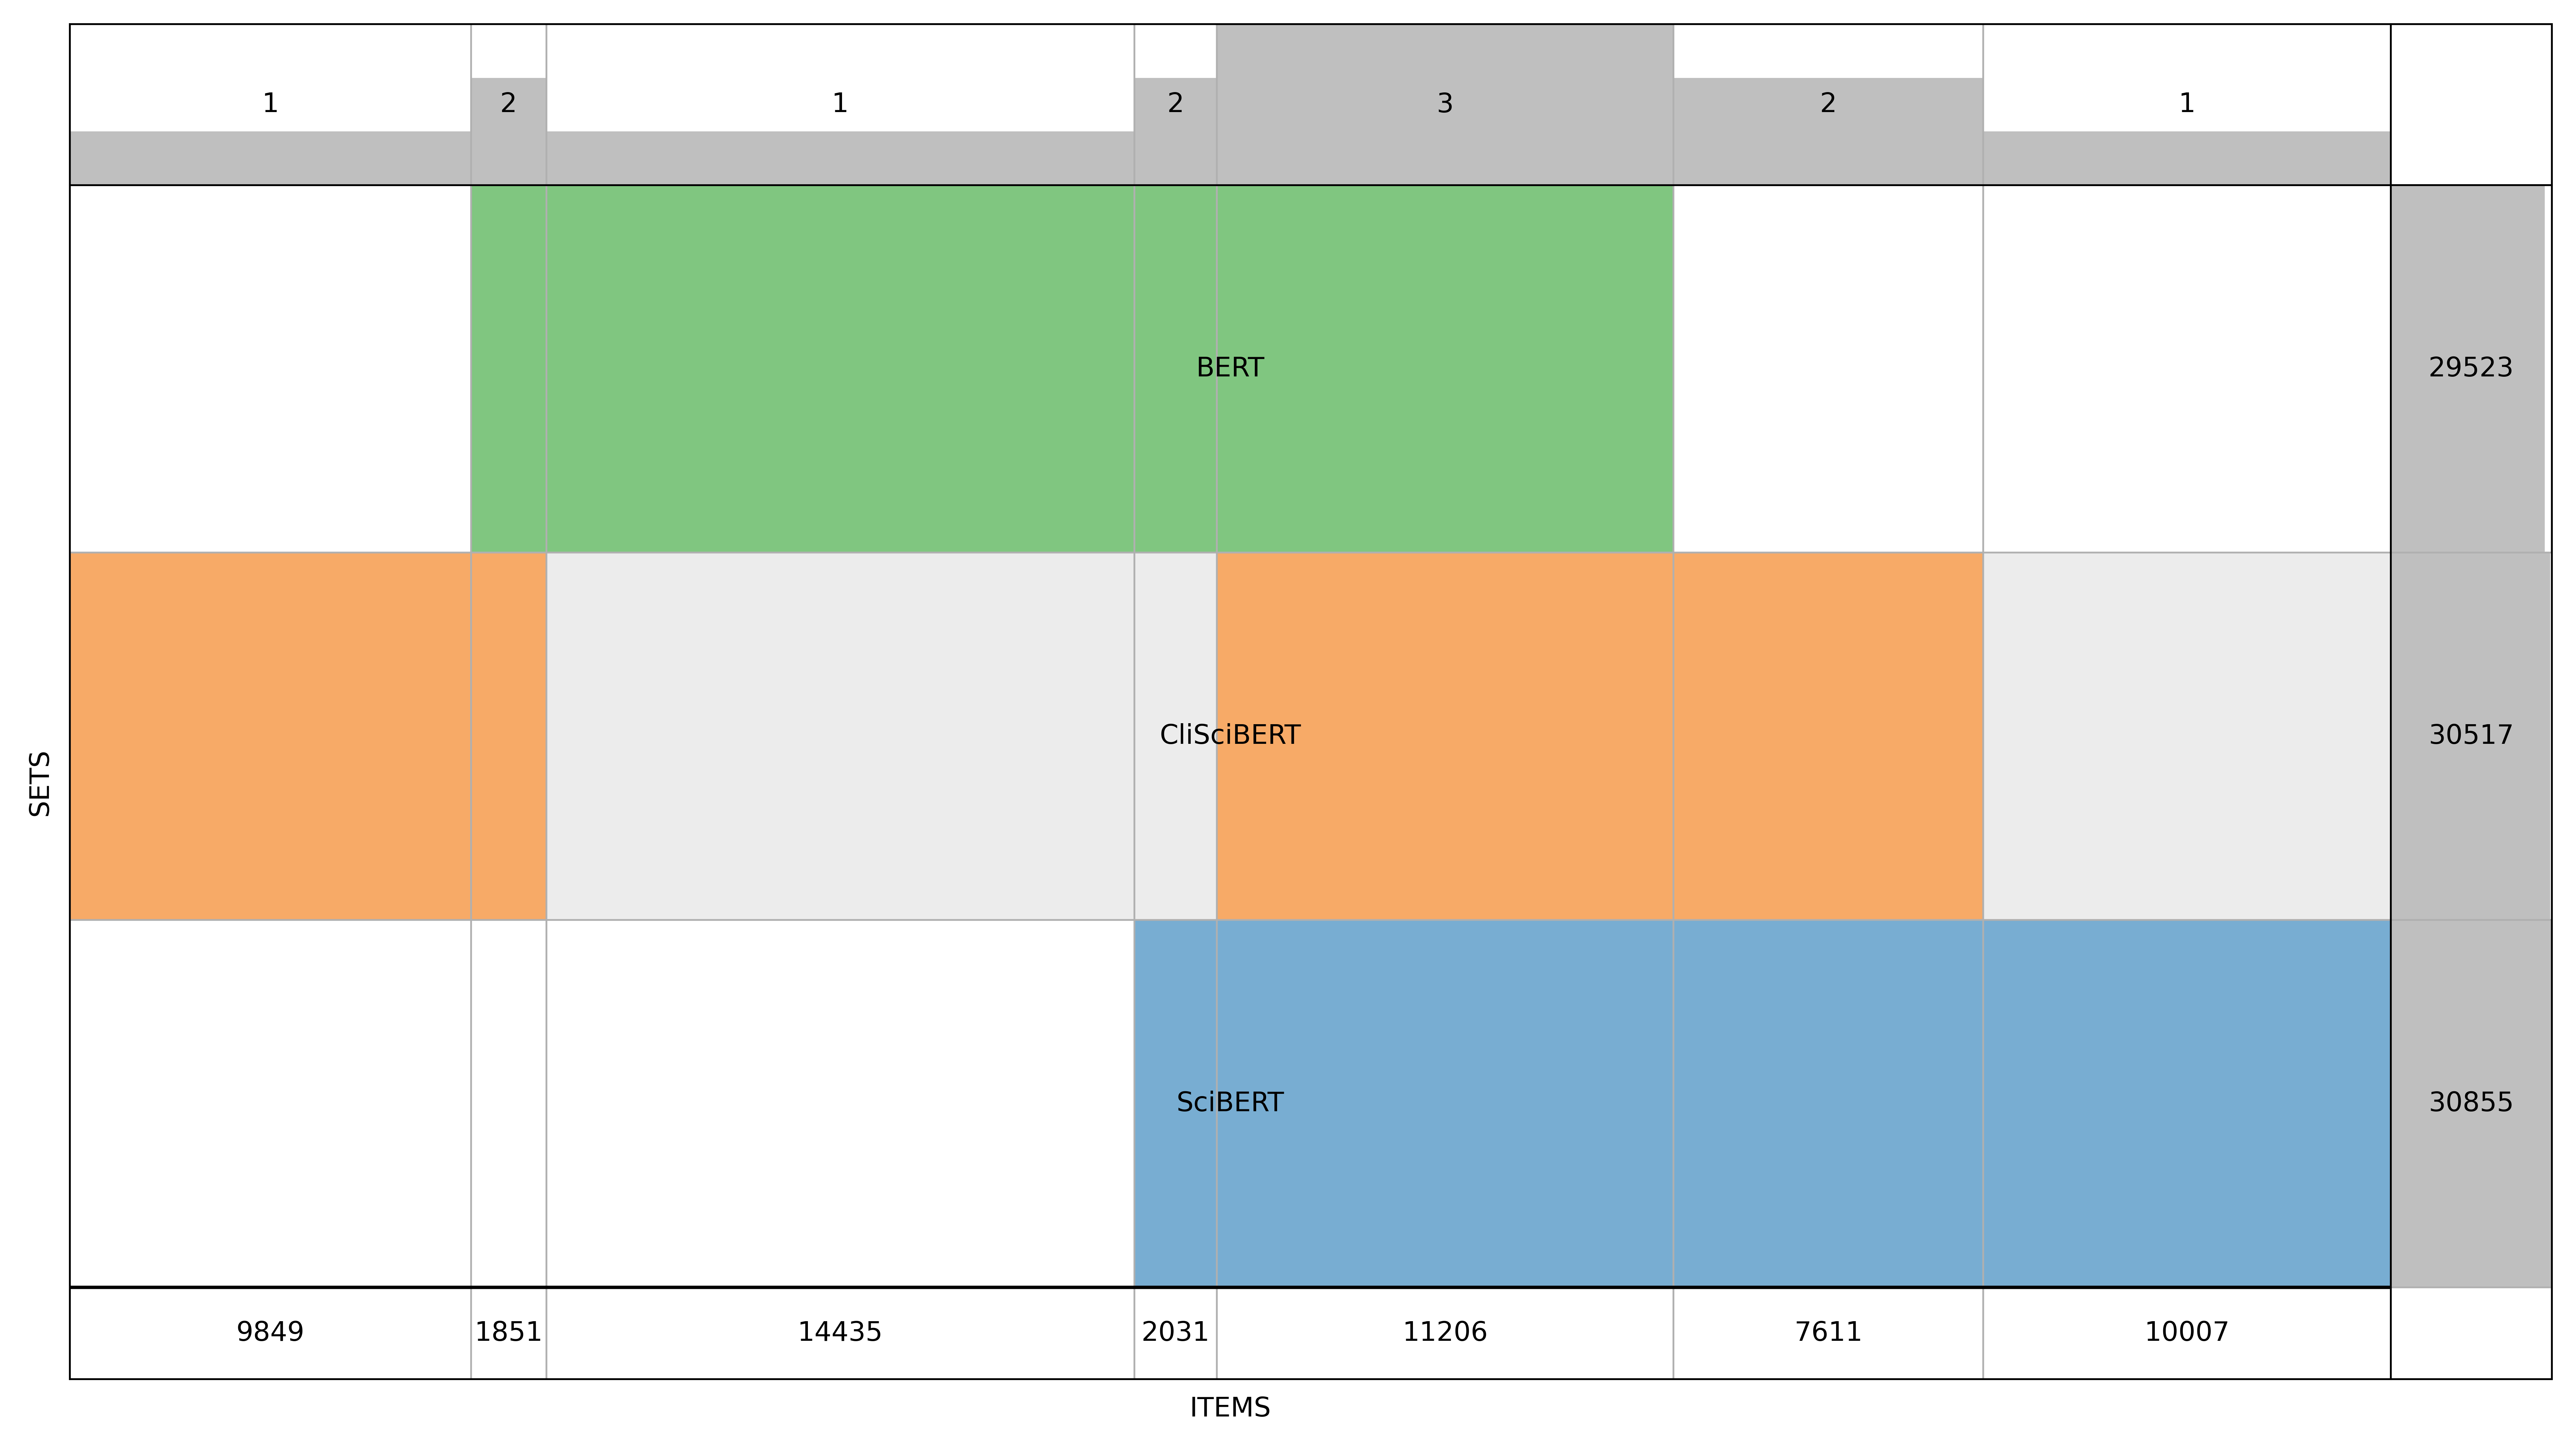 1 2 1 2 3 2 1
BERT 29523
CliSciBERT 30517
SETS
SciBERT 30855
9849 1851 14435 2031 11206 7611 10007
ITEMS